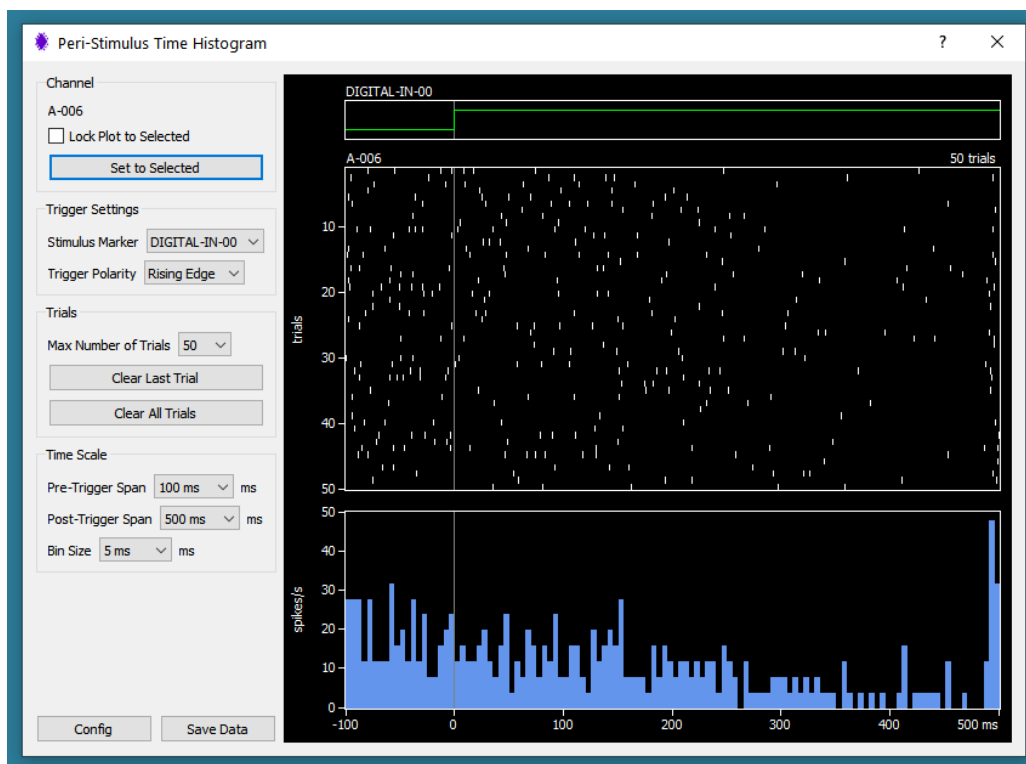 Peri-Stimulus Time Histogram
?
Channel
A-006
Lock Plot to Selected
Set to Selected
Trigger Settings
Stimulus Marker DIGITAL-IN-00
Trigger Polarity Rising Edge
Trials
Max Number of Trials 50
Clear Last Trial
Clear All Trials
Time Scale
Pre-Trigger Span 100 ms ms
Post-Trigger Span 500 ms ms
Bin Size 5 ms ms
Config Save Data
DIGITAL-IN-00
A-006 50 trials
10
20
30
40
50
trials
50
40
30
20
10
0
spikes/s
-100 0 100 200 300 400 500 ms